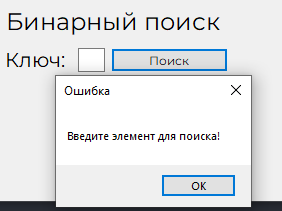 Бинарный поиск
Ключ:
Поиск
Ошибка
Введите элемент для поиска!
OK